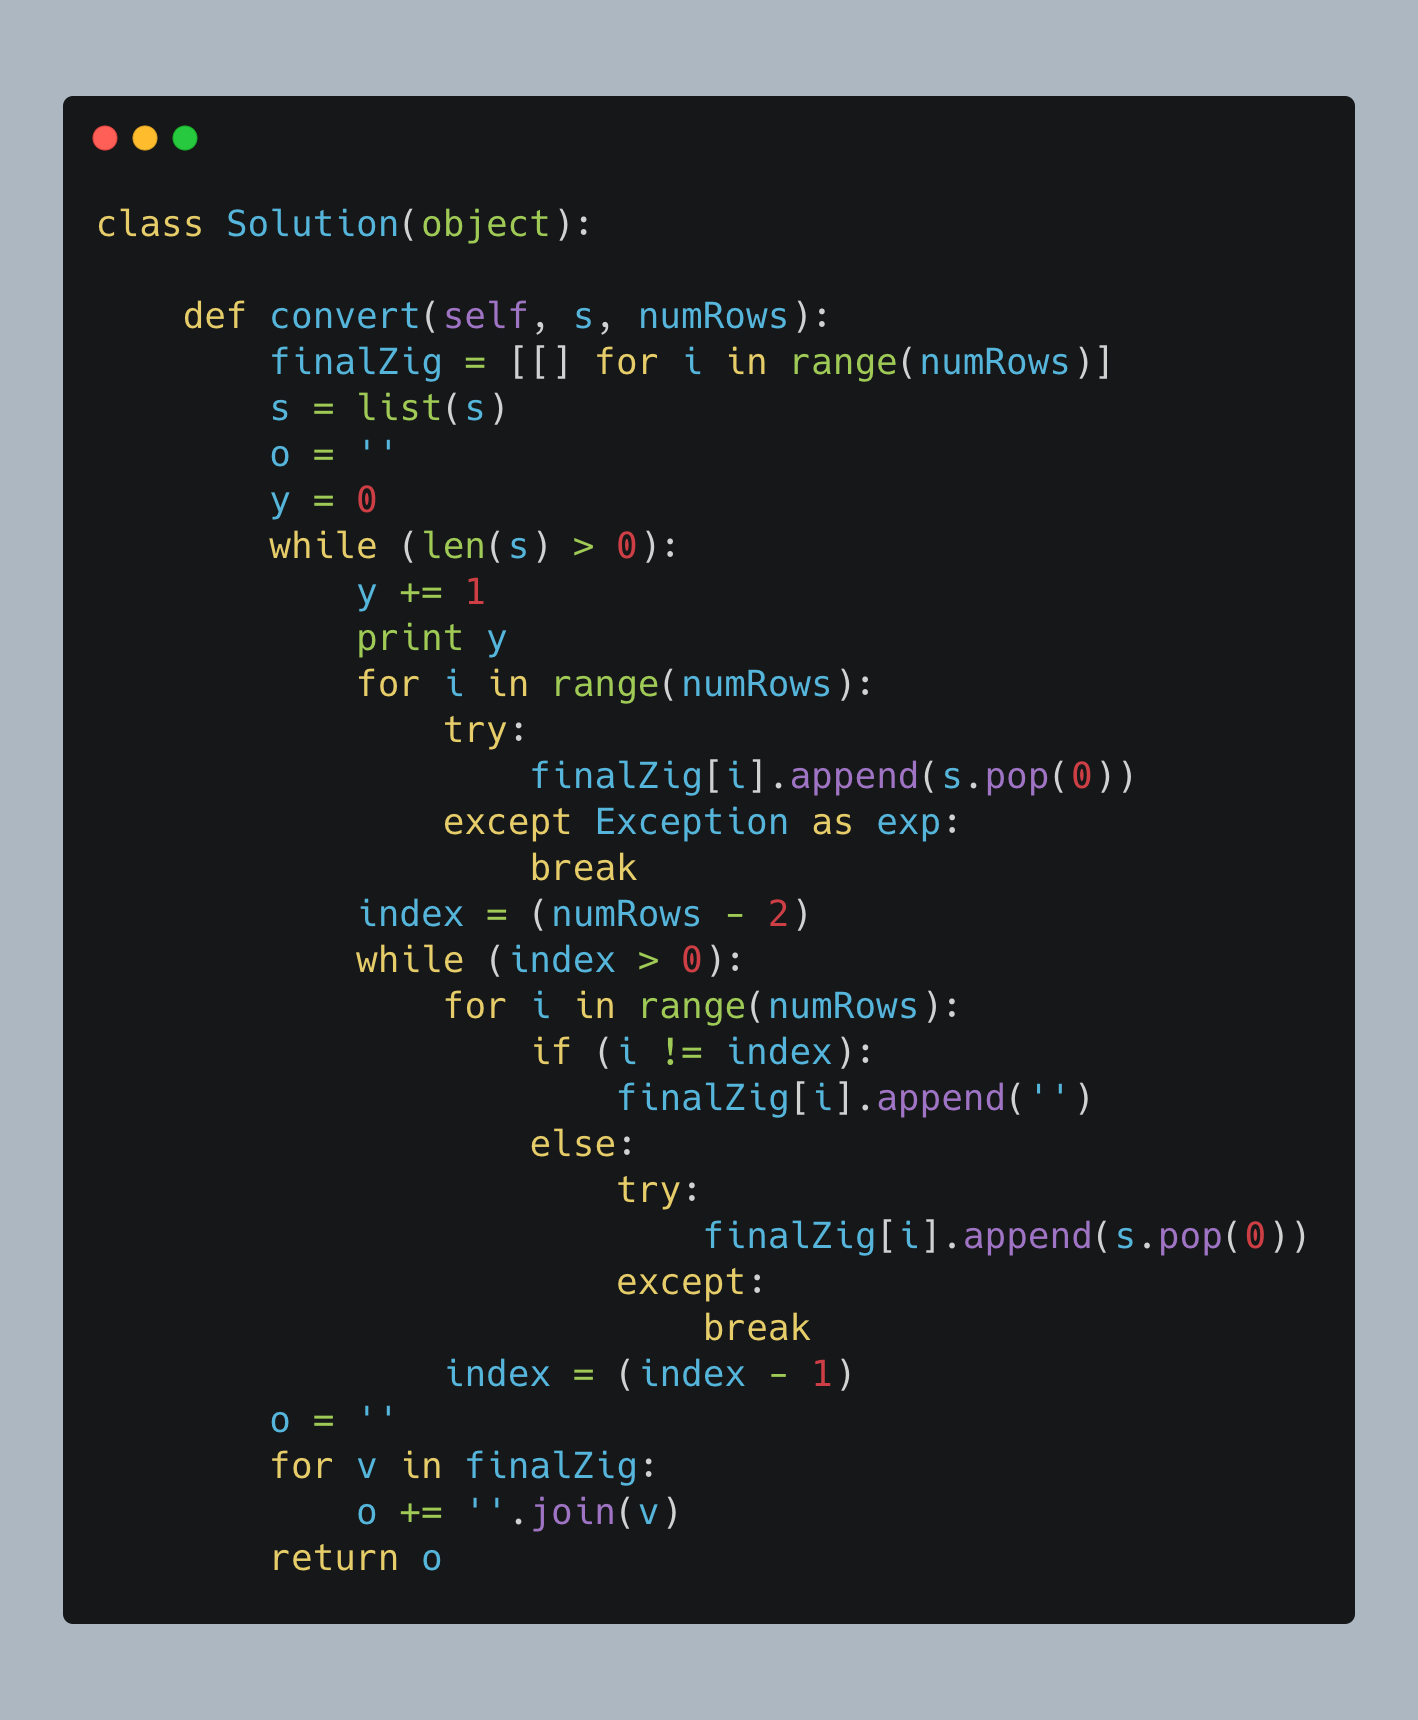 class Solution(object):

    def convert(self, s, numRows):
        finalZig = [[] for i in range(numRows)]
        s = list(s)
        o = ''
        y = 0
        while (len(s) > 0):
            y += 1
            print y
            for i in range(numRows):
                try:
                    finalZig[i].append(s.pop(0))
                except Exception as exp:
                    break
            index = (numRows - 2)
            while (index > 0):
                for i in range(numRows):
                    if (i != index):
                        finalZig[i].append('')
                    else:
                        try:
                            finalZig[i].append(s.pop(0))
                        except:
                            break
                index = (index - 1)
        o = ''
        for v in finalZig:
            o += ''.join(v)
        return o